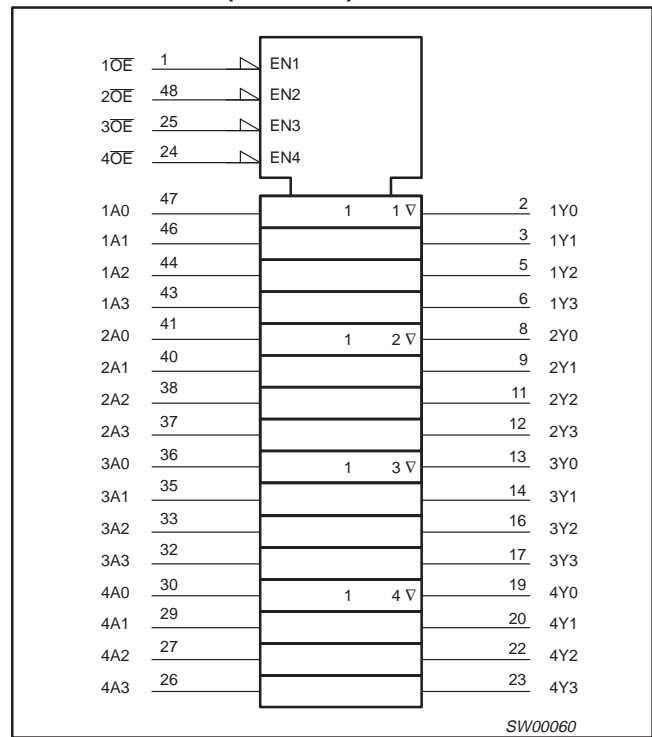 1O̅E̅ 1 EN1
2O̅E̅ 48 EN2
3O̅E̅ 25 EN3
4O̅E̅ 24 EN4
1A0 47 1 1 ∇ 2 1Y0
1A1 46 3 1Y1
1A2 44 5 1Y2
1A3 43 6 1Y3
2A0 41 1 2 ∇ 8 2Y0
2A1 40 9 2Y1
2A2 38 11 2Y2
2A3 37 12 2Y3
3A0 36 1 3 ∇ 13 3Y0
3A1 35 14 3Y1
3A2 33 16 3Y2
3A3 32 17 3Y3
4A0 30 1 4 ∇ 19 4Y0
4A1 29 20 4Y1
4A2 27 22 4Y2
4A3 26 23 4Y3
SW00060